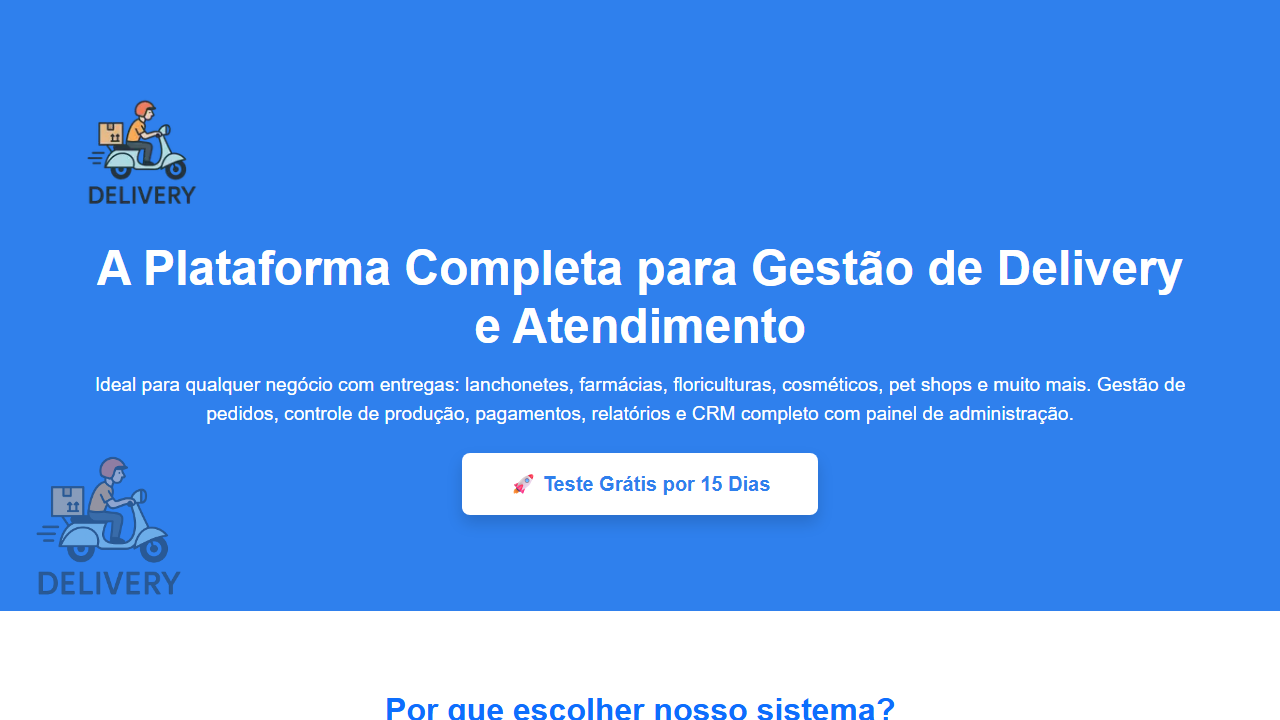 DELIVERY
A Plataforma Completa para Gestão de Delivery
e Atendimento
Ideal para qualquer negócio com entregas: lanchonetes, farmácias, floriculturas, cosméticos, pet shops e muito mais. Gestão de
pedidos, controle de produção, pagamentos, relatórios e CRM completo com painel de administração.
🚀 Teste Grátis por 15 Dias
DELIVERY
Por que escolher nosso sistema?